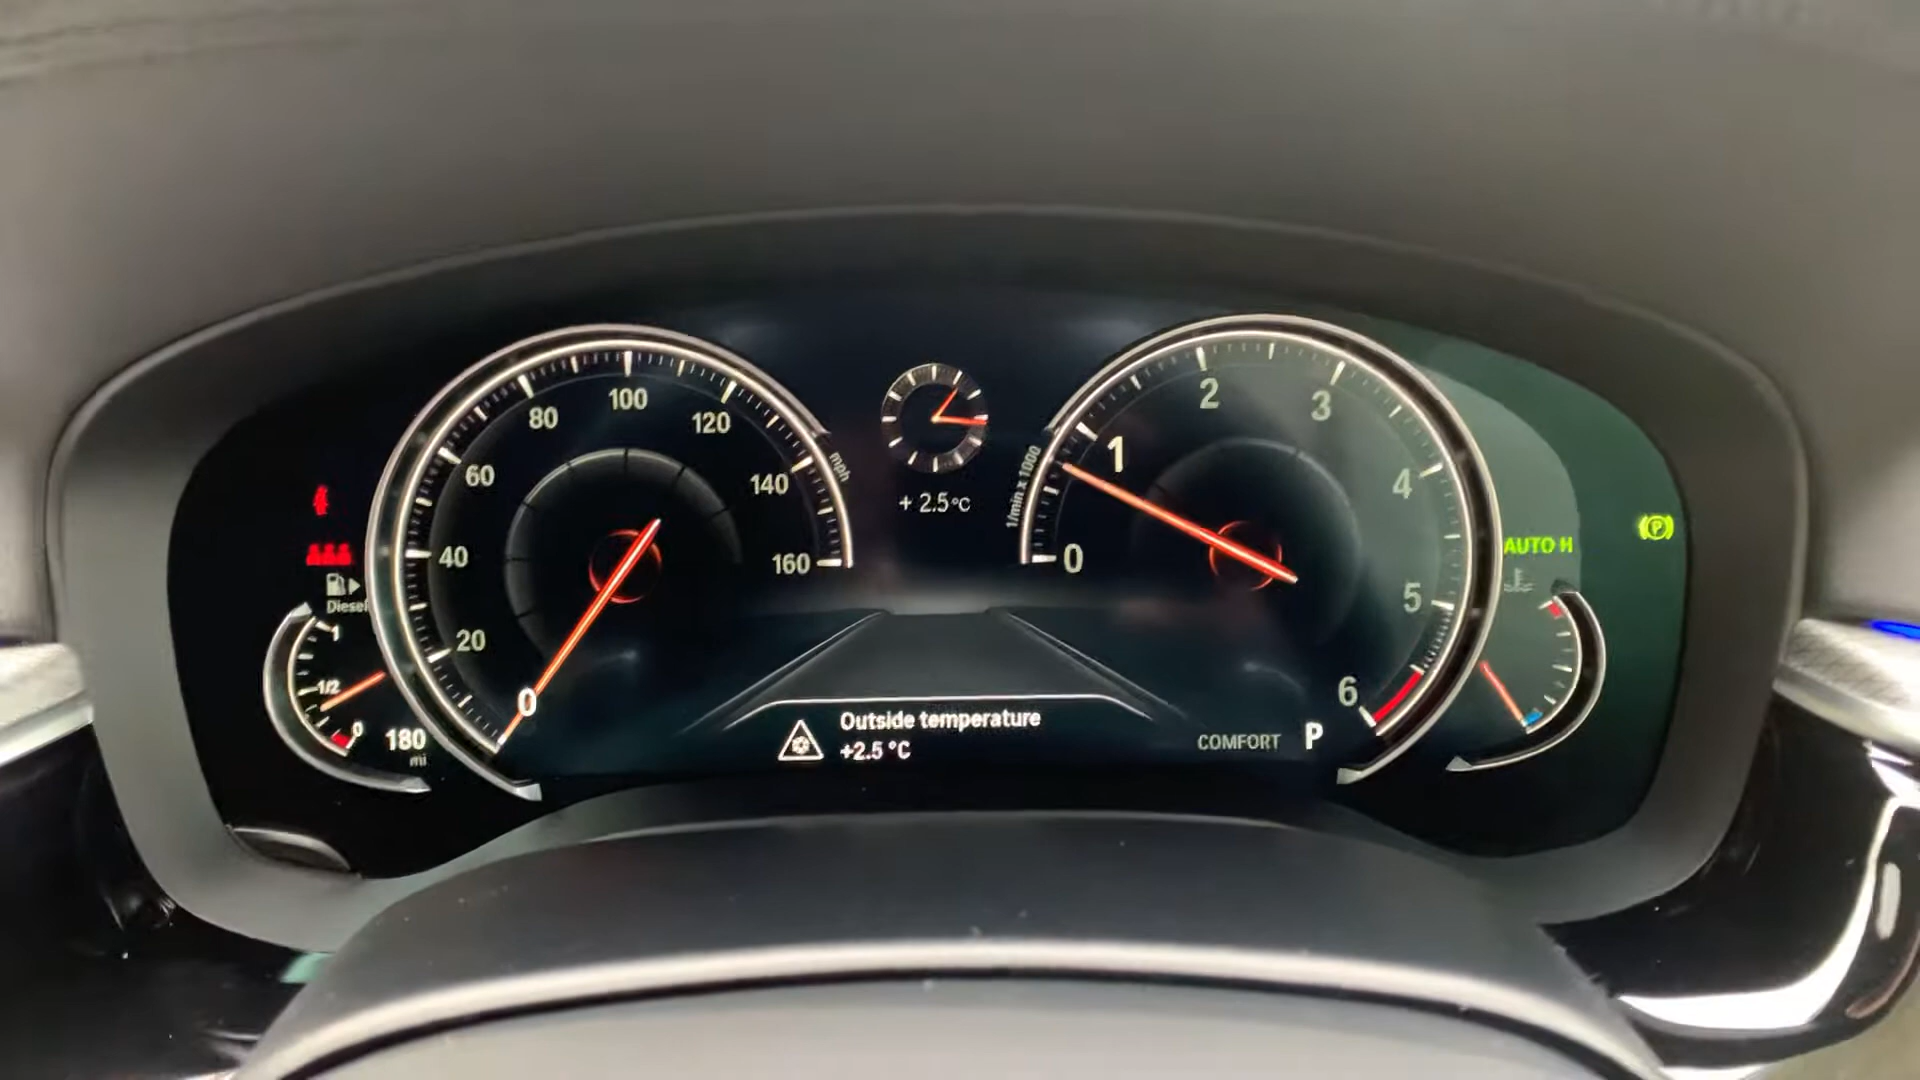 80
100
120
60
140
40
160
20
0
mph
+ 2.5°C
1/min x 1000
0
1
2
3
4
5
6
Diesel
1
1/2
0
180
mi
Outside temperature
+2.5 °C
COMFORT P
AUTO H
P